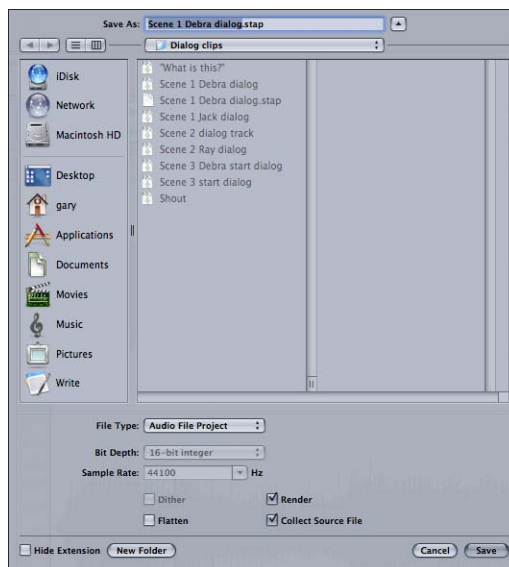 Save As: Scene 1 Debra dialog.stap
Dialog clips
iDisk
Network
Macintosh HD
Desktop
gary
Applications
Documents
Movies
Music
Pictures
Write
"What is this?"
Scene 1 Debra dialog
Scene 1 Debra dialog.stap
Scene 1 Jack dialog
Scene 2 dialog track
Scene 2 Ray dialog
Scene 3 Debra start dialog
Scene 3 start dialog
Shout
File Type: Audio File Project
Bit Depth: 16-bit integer
Sample Rate: 44100 Hz
Dither Render
Flatten Collect Source File
Hide Extension New Folder Cancel Save